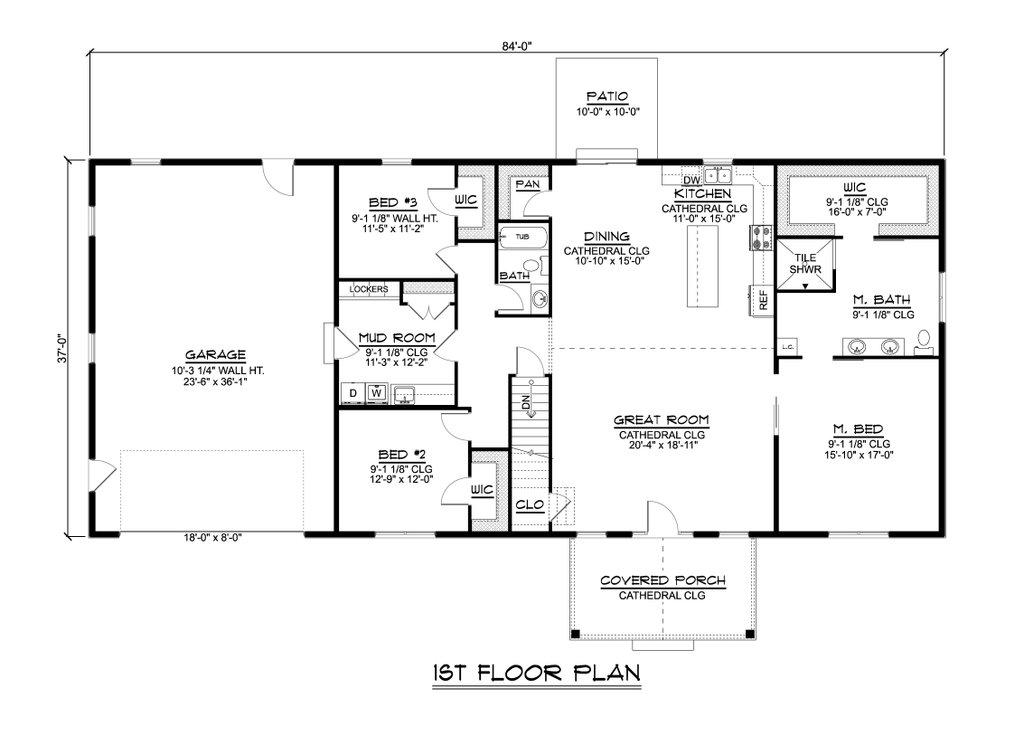 84'-0"
PATIO
10'-0" x 10'-0"
37'-0"
BED #3
9'-1 1/8" WALL HT.
11'-5" x 11'-2"
WIC
PAN
DW
KITCHEN
CATHEDRAL CLG
11'-0" x 15'-0"
WIC
9'-1 1/8" CLG
16'-0" x 7'-0"
DINING
CATHEDRAL CLG
10'-10" x 15'-0"
TUB
BATH
TILE
SHWR
REF
M. BATH
9'-1 1/8" CLG
L.C.
LOCKERS
MUD ROOM
9'-1 1/8" CLG
11'-3" x 12'-2"
D
W
GARAGE
10'-3 1/4" WALL HT.
23'-6" x 36'-1"
DN
GREAT ROOM
CATHEDRAL CLG
20'-4" x 18'-11"
M. BED
9'-1 1/8" CLG
15'-10" x 17'-0"
BED #2
9'-1 1/8" CLG
12'-9" x 12'-0"
WIC
CLO
18'-0" x 8'-0"
COVERED PORCH
CATHEDRAL CLG
1ST FLOOR PLAN